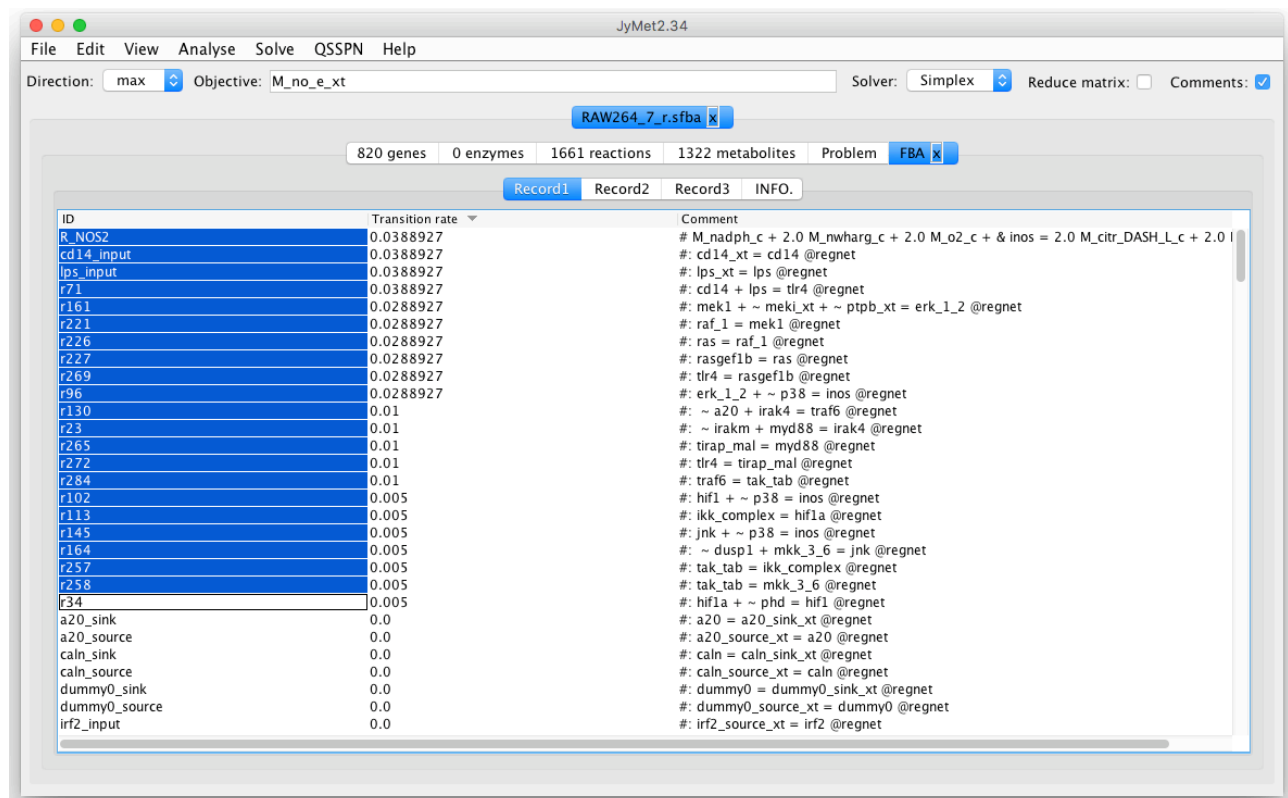 JyMet2.34
File Edit View Analyse Solve QSSPN Help
Direction: max Objective: M_no_e_xt Solver: Simplex Reduce matrix: Comments:
RAW264_7_r.sfba x
820 genes 0 enzymes 1661 reactions 1322 metabolites Problem FBA x
Record1 Record2 Record3 INFO.
ID Transition rate Comment
R_NOS2 0.0388927 # M_nadph_c + 2.0 M_nwharg_c + 2.0 M_o2_c + & inos = 2.0 M_citr_DASH_L_c + 2.0
cd14_input 0.0388927 #: cd14_xt = cd14 @regnet
lps_input 0.0388927 #: lps_xt = lps @regnet
r71 0.0388927 #: cd14 + lps = tlr4 @regnet
r161 0.0288927 #: mek1 + ~ meki_xt + ~ ptpb_xt = erk_1_2 @regnet
r221 0.0288927 #: raf_1 = mek1 @regnet
r226 0.0288927 #: ras = raf_1 @regnet
r227 0.0288927 #: rasgef1b = ras @regnet
r269 0.0288927 #: tlr4 = rasgef1b @regnet
r96 0.0288927 #: erk_1_2 + ~ p38 = inos @regnet
r130 0.01 #: ~ a20 + irak4 = traf6 @regnet
r23 0.01 #: ~ irakm + myd88 = irak4 @regnet
r265 0.01 #: tirap_mal = myd88 @regnet
r272 0.01 #: tlr4 = tirap_mal @regnet
r284 0.01 #: traf6 = tak_tab @regnet
r102 0.005 #: hif1 + ~ p38 = inos @regnet
r113 0.005 #: ikk_complex = hif1a @regnet
r145 0.005 #: jnk + ~ p38 = inos @regnet
r164 0.005 #: ~ dusp1 + mkk_3_6 = jnk @regnet
r257 0.005 #: tak_tab = ikk_complex @regnet
r258 0.005 #: tak_tab = mkk_3_6 @regnet
r34 0.005 #: hif1a + ~ phd = hif1 @regnet
a20_sink 0.0 #: a20 = a20_sink_xt @regnet
a20_source 0.0 #: a20_source_xt = a20 @regnet
caln_sink 0.0 #: caln = caln_sink_xt @regnet
caln_source 0.0 #: caln_source_xt = caln @regnet
dummy0_sink 0.0 #: dummy0 = dummy0_sink_xt @regnet
dummy0_source 0.0 #: dummy0_source_xt = dummy0 @regnet
irf2_input 0.0 #: irf2_source_xt = irf2 @regnet